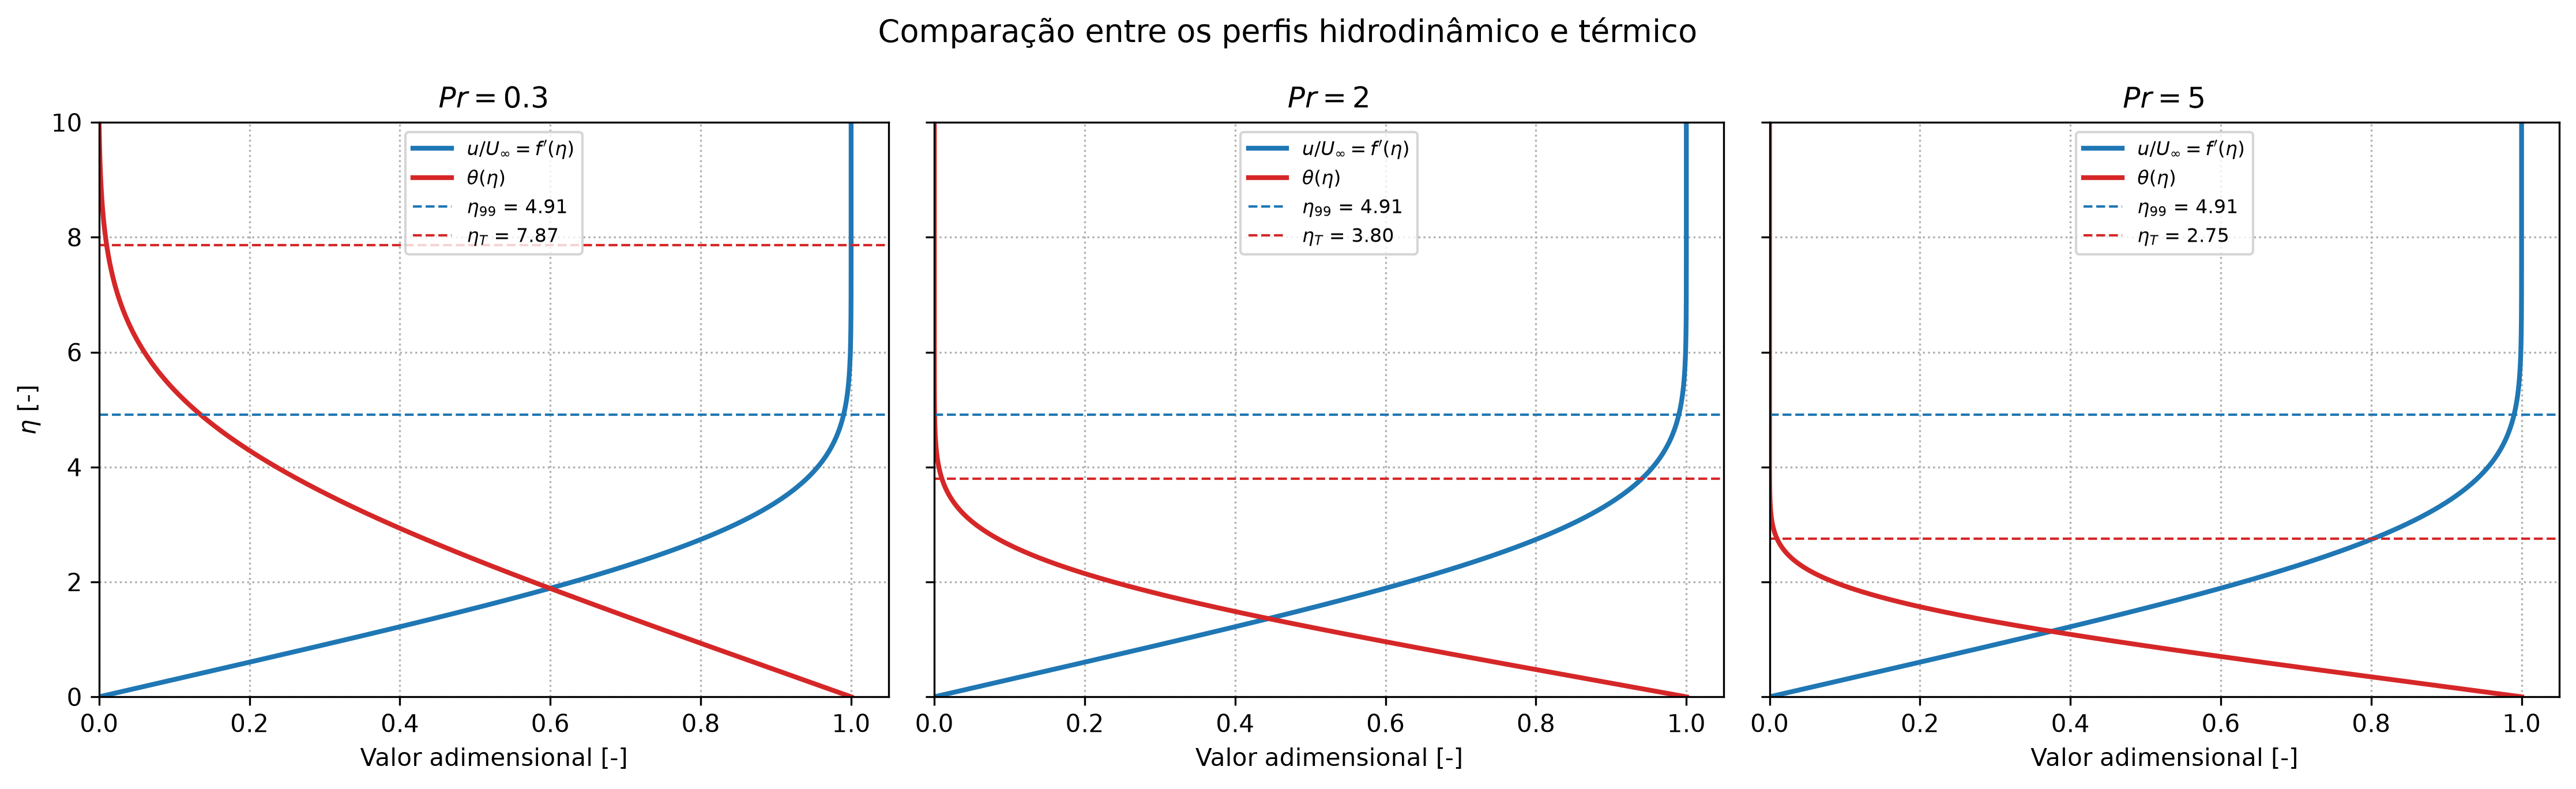 Comparação entre os perfis hidrodinâmico e térmico
Pr = 0.3
u/U∞ = f′(η)
θ(η)
η₉₉ = 4.91
η_T = 7.87
10
8
6
4
2
0
η [-]
0.0 0.2 0.4 0.6 0.8 1.0
Valor adimensional [-]
Pr = 2
u/U∞ = f′(η)
θ(η)
η₉₉ = 4.91
η_T = 3.80
0.0 0.2 0.4 0.6 0.8 1.0
Valor adimensional [-]
Pr = 5
u/U∞ = f′(η)
θ(η)
η₉₉ = 4.91
η_T = 2.75
0.0 0.2 0.4 0.6 0.8 1.0
Valor adimensional [-]